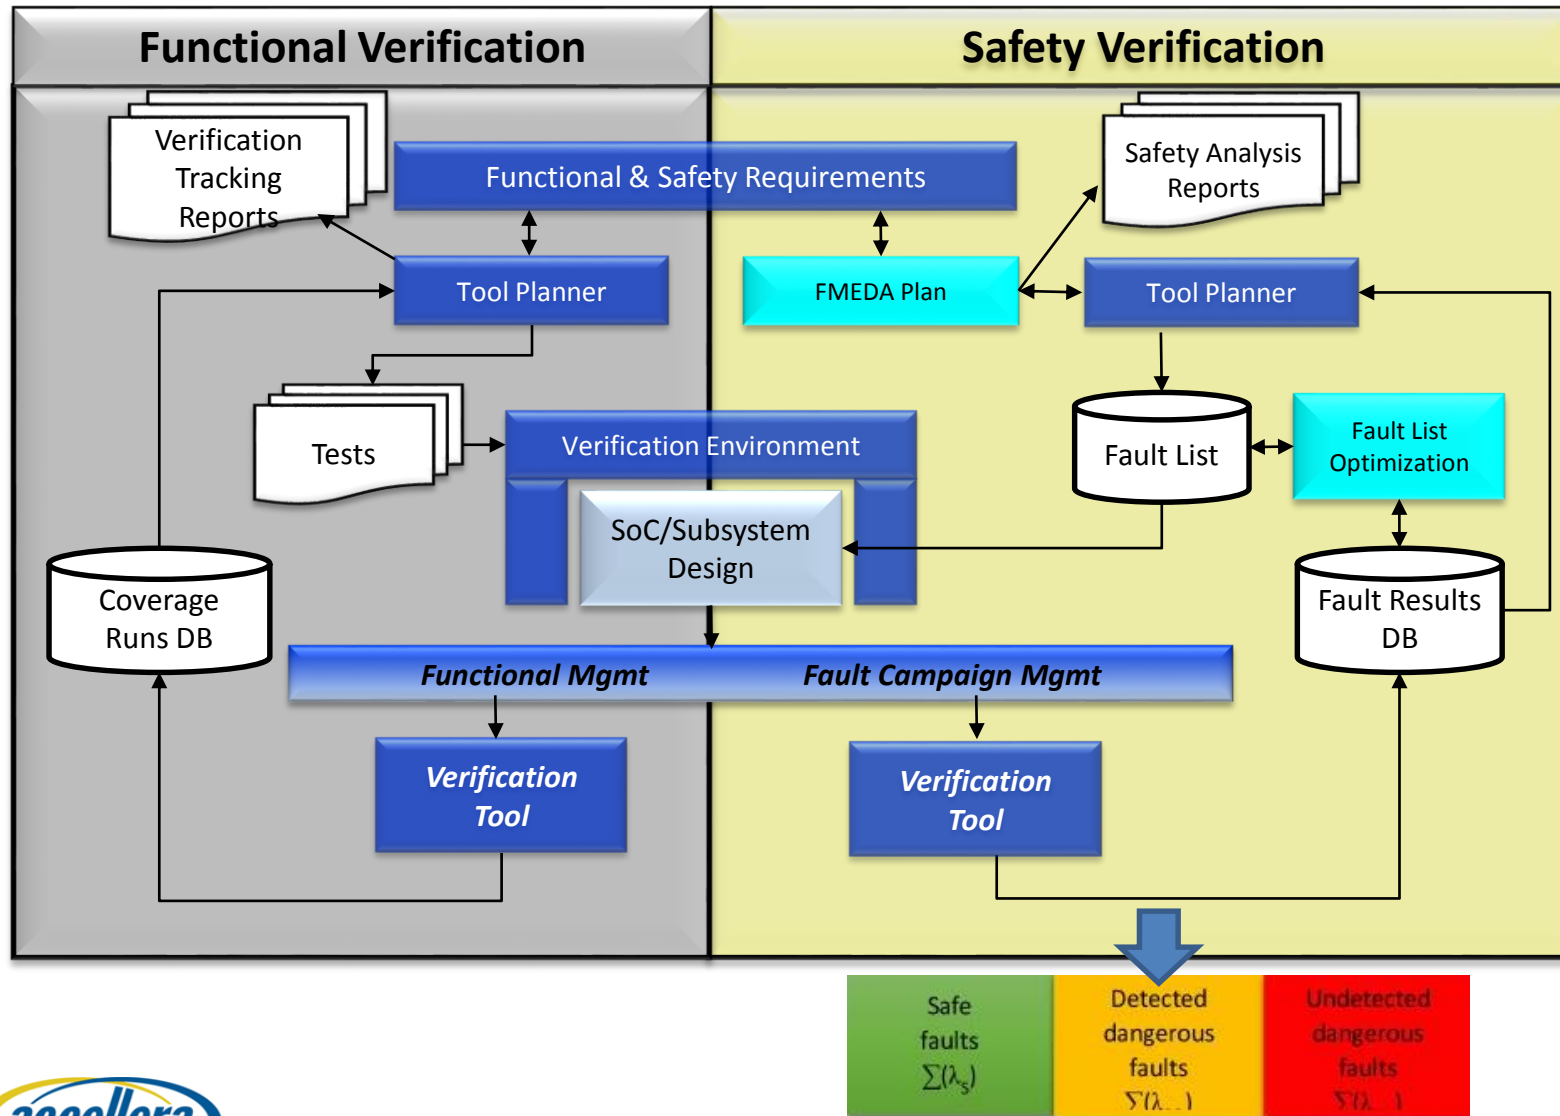 Functional Verification
Safety Verification
Verification
Tracking
Reports
Functional & Safety Requirements
Safety Analysis
Reports
Tool Planner
FMEDA Plan
Tool Planner
Tests
Verification Environment
Fault List
Fault List
Optimization
SoC/Subsystem
Design
Coverage
Runs DB
Fault Results
DB
Functional Mgmt
Fault Campaign Mgmt
Verification
Tool
Verification
Tool
Safe
faults
∑(λS)
Detected
dangerous
faults
Undetected
dangerous
faults
accellera